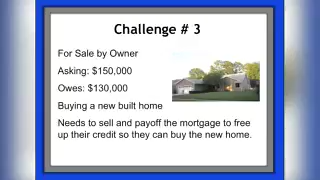 Challenge # 3
For Sale by Owner
Asking: $150,000
Owes: $130,000
Buying a new built home
Needs to sell and payoff the mortgage to free
up their credit so they can buy the new home.